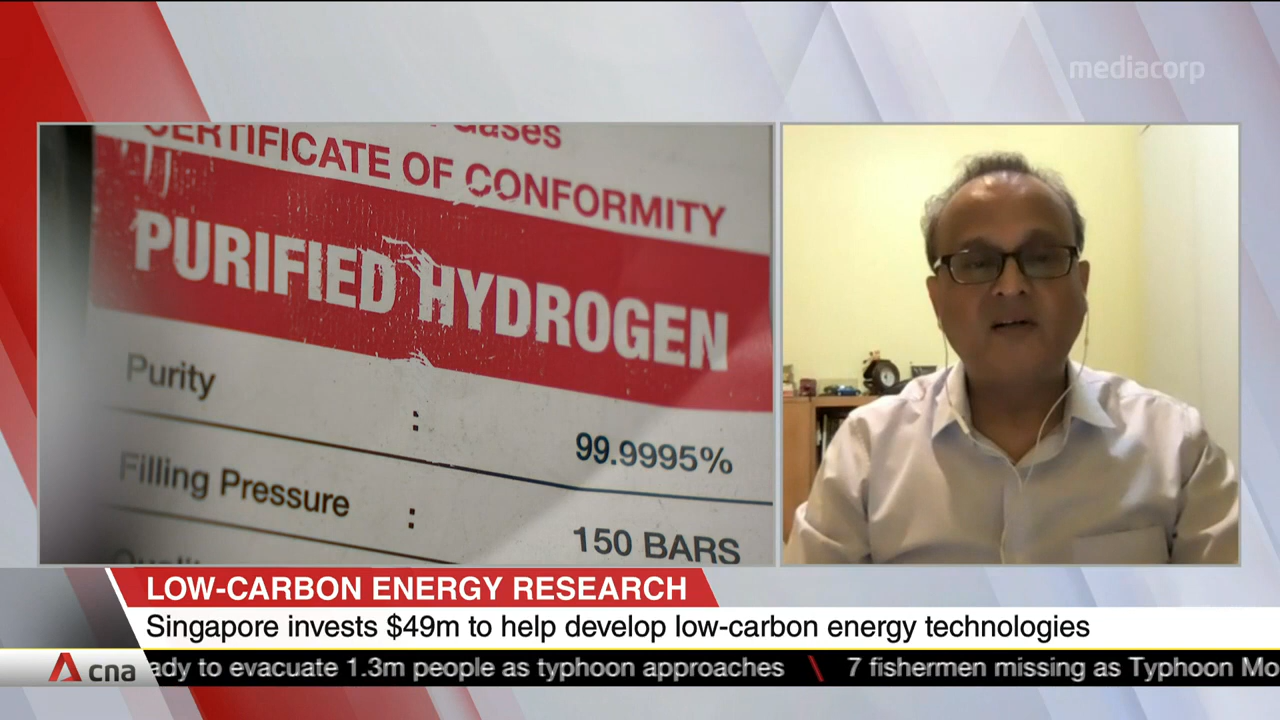 mediacorp
Gases
CERTIFICATE OF CONFORMITY
PURIFIED HYDROGEN
Purity : 99.9995%
Filling Pressure : 150 BARS
LOW-CARBON ENERGY RESEARCH
Singapore invests $49m to help develop low-carbon energy technologies
cna
ady to evacuate 1.3m people as typhoon approaches \ 7 fishermen missing as Typhoon Mo